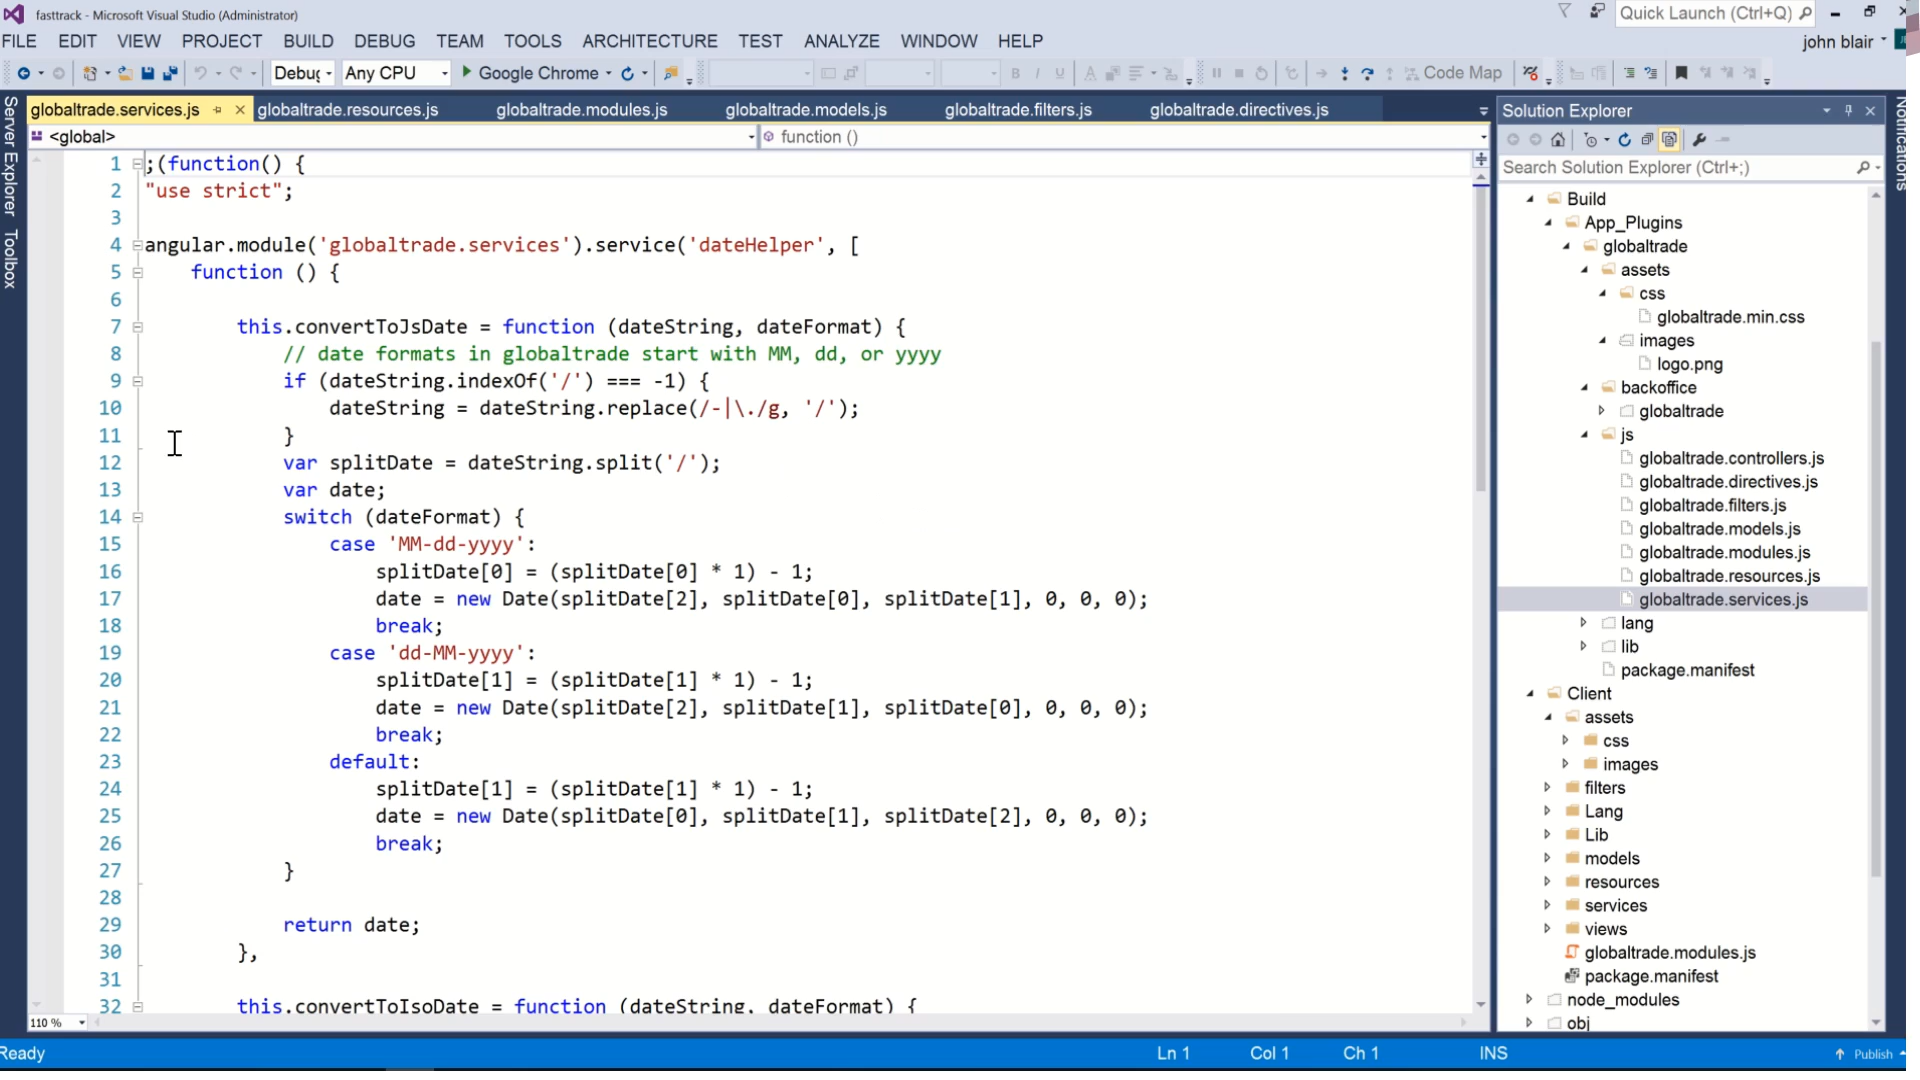 fasttrack - Microsoft Visual Studio (Administrator)
Quick Launch (Ctrl+Q)
FILE EDIT VIEW PROJECT BUILD DEBUG TEAM TOOLS ARCHITECTURE TEST ANALYZE WINDOW HELP
john blair
Debug Any CPU Google Chrome Code Map
Server Explorer
Toolbox
Notifications
globaltrade.services.js globaltrade.resources.js globaltrade.modules.js globaltrade.models.js globaltrade.filters.js globaltrade.directives.js
<global> function ()
1 ;(function() {
2 "use strict";
3
4 angular.module('globaltrade.services').service('dateHelper', [
5 function () {
6
7 this.convertToJsDate = function (dateString, dateFormat) {
8 // date formats in globaltrade start with MM, dd, or yyyy
9 if (dateString.indexOf('/') === -1) {
10 dateString = dateString.replace(/-|\./g, '/');
11 }
12 var splitDate = dateString.split('/');
13 var date;
14 switch (dateFormat) {
15 case 'MM-dd-yyyy':
16 splitDate[0] = (splitDate[0] * 1) - 1;
17 date = new Date(splitDate[2], splitDate[0], splitDate[1], 0, 0, 0);
18 break;
19 case 'dd-MM-yyyy':
20 splitDate[1] = (splitDate[1] * 1) - 1;
21 date = new Date(splitDate[2], splitDate[1], splitDate[0], 0, 0, 0);
22 break;
23 default:
24 splitDate[1] = (splitDate[1] * 1) - 1;
25 date = new Date(splitDate[0], splitDate[1], splitDate[2], 0, 0, 0);
26 break;
27 }
28
29 return date;
30 },
31
32 this.convertToIsoDate = function (dateString, dateFormat) {
110 %
Solution Explorer
Search Solution Explorer (Ctrl+;)
Build
App_Plugins
globaltrade
assets
css
globaltrade.min.css
images
logo.png
backoffice
globaltrade
js
globaltrade.controllers.js
globaltrade.directives.js
globaltrade.filters.js
globaltrade.models.js
globaltrade.modules.js
globaltrade.resources.js
globaltrade.services.js
lang
lib
package.manifest
Client
assets
css
images
filters
Lang
Lib
models
resources
services
views
globaltrade.modules.js
package.manifest
node_modules
obj
Ready Ln 1 Col 1 Ch 1 INS Publish